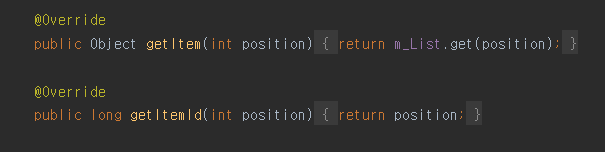 @Override
public Object getItem(int position) { return m_List.get(position); }
@Override
public long getItemId(int position) { return position; }